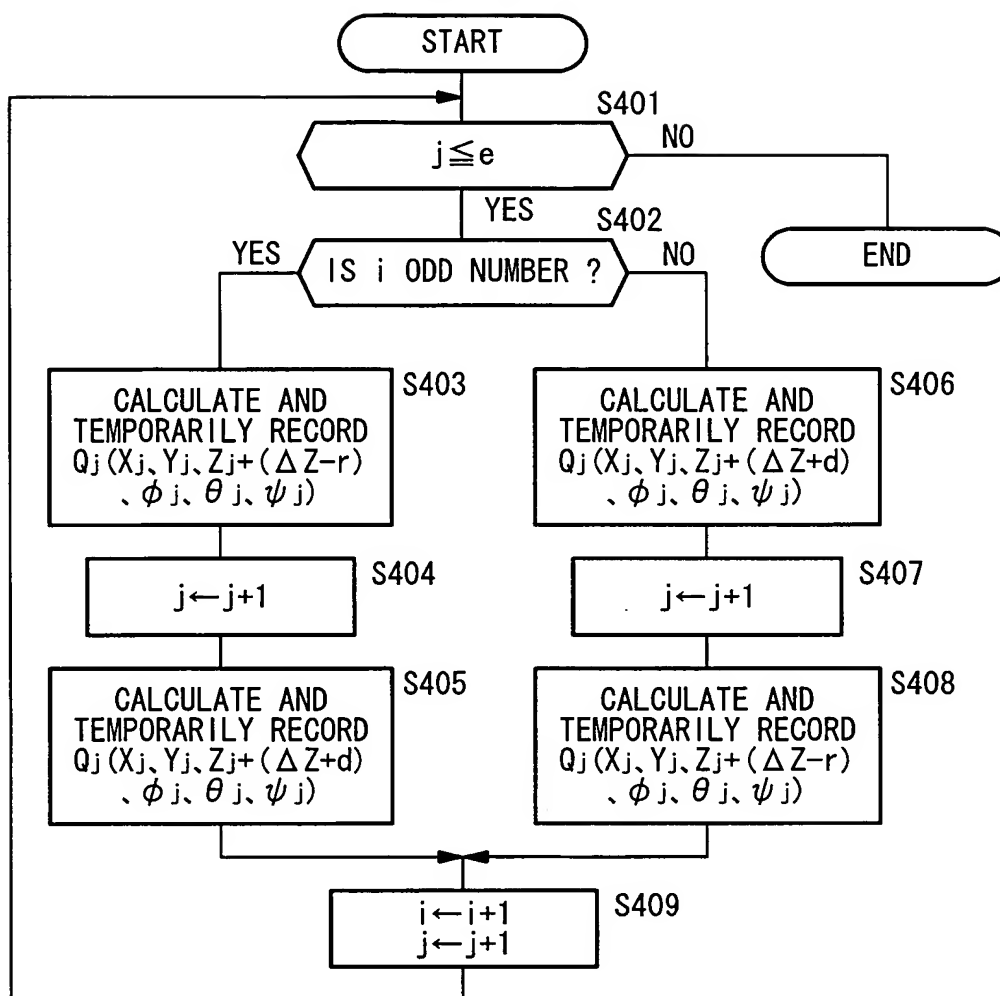 START
S401
j≦e
NO
YES
S402
YES
IS i ODD NUMBER ?
NO
END
S403
CALCULATE AND
TEMPORARILY RECORD
Qj(Xj、Yj、Zj+(ΔZ-r)
、φj、θj、ψj)
S406
CALCULATE AND
TEMPORARILY RECORD
Qj(Xj、Yj、Zj+(ΔZ+d)
、φj、θj、ψj)
S404
j←j+1
S407
j←j+1
S405
CALCULATE AND
TEMPORARILY RECORD
Qj(Xj、Yj、Zj+(ΔZ+d)
、φj、θj、ψj)
S408
CALCULATE AND
TEMPORARILY RECORD
Qj(Xj、Yj、Zj+(ΔZ-r)
、φj、θj、ψj)
S409
i←i+1
j←j+1